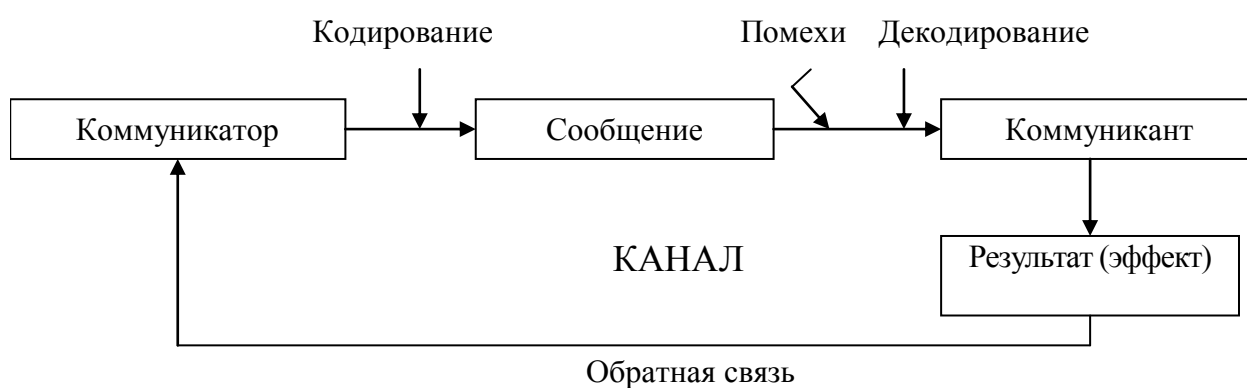 Кодирование
Помехи
Декодирование
Коммуникатор
Сообщение
Коммуникант
КАНАЛ
Результат (эффект)
Обратная связь